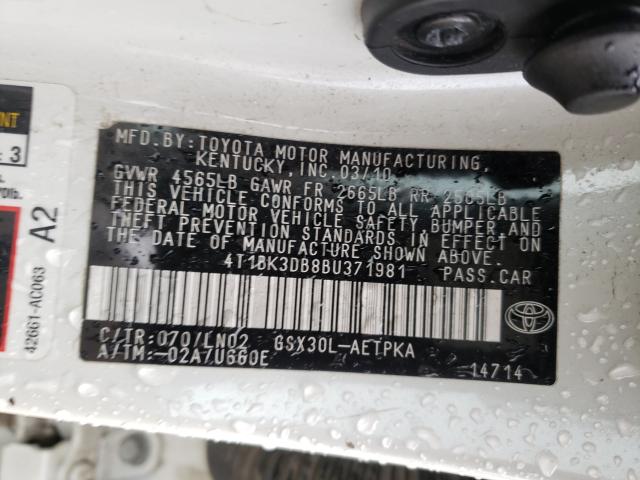 MFD.BY:TOYOTA MOTOR MANUFACTURING,
KENTUCKY, INC. 03/10
GVWR 4565LB GAWR FR 2665LB RR
THIS VEHICLE CONFORMS TO ALL APPLICABLE
FEDERAL MOTOR VEHICLE SAFETY, BUMPER, AND
THEFT PREVENTION STANDARDS IN EFFECT ON
THE DATE OF MANUFACTURE SHOWN ABOVE.
4T1BK3DB8BU371981 PASS.CAR
C/TR:070/LN02 GSX30L-AETPKA
A/TM:-02A/U660E
14714
A2
42661-AC063
3